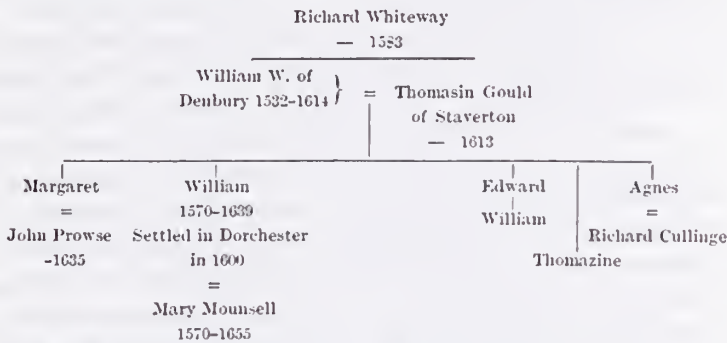 Richard Whiteway
— 1583
William W. of
Denbury 1532-1614 } = Thomasin Gould
of Staverton
— 1613
Margaret William Edward Agnes
= 1570-1639 William =
John Prowse Settled in Dorchester Richard Cullinge
-1635 in 1600 Thomazine
=
Mary Mounsell
1570-1655